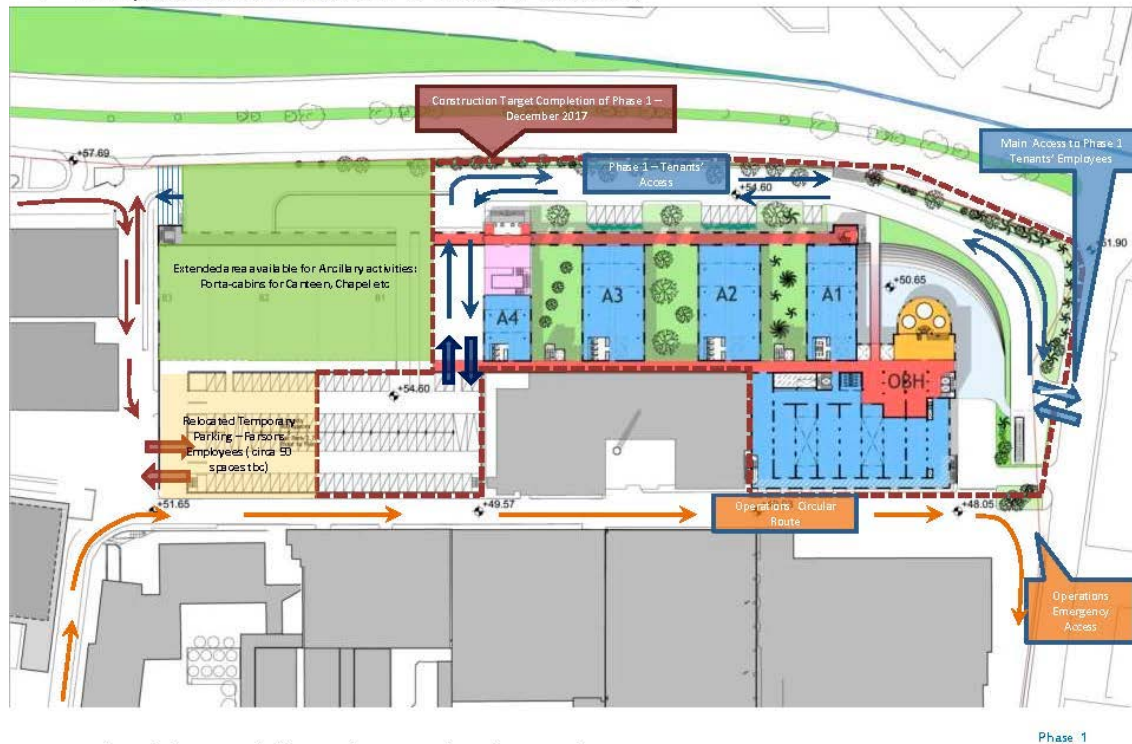 Construction Target Completion of Phase 1 –
December 2017
Main Access to Phase 1
Tenants' Employees
Phase 1 – Tenants'
Access
+57.69
+54.60
+51.90
Extended area available for Ancillary activities:
Porta-cabins for Canteen, Chapel etc
B3
B2
B1
A4
A3
A2
A1
+50.65
OBH
+54.60
Relocated Temporary
Parking – Farsons
Employees ( circa 50
spaces tbc)
+51.65
+49.57
Operations Circular
Route
+48.05
Operations
Emergency
Access
Phase 1